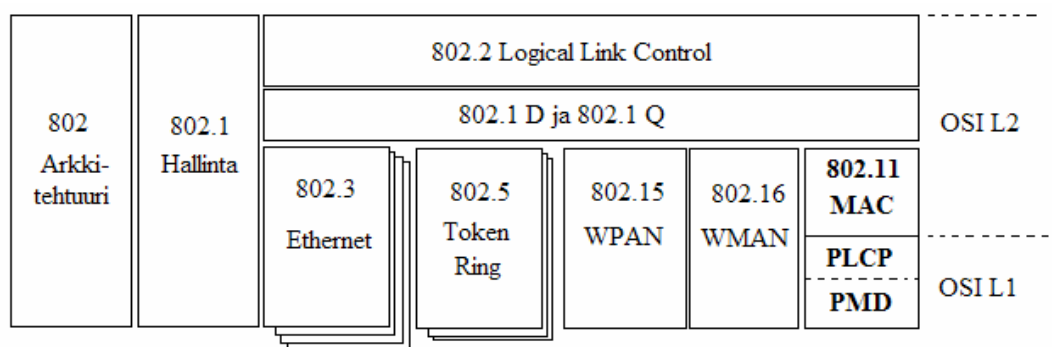 802
Arkki-
tehtuuri
802.1
Hallinta
802.2 Logical Link Control
802.1 D ja 802.1 Q
802.3
Ethernet
802.5
Token
Ring
802.15
WPAN
802.16
WMAN
802.11
MAC
PLCP
PMD
OSI L2
OSI L1